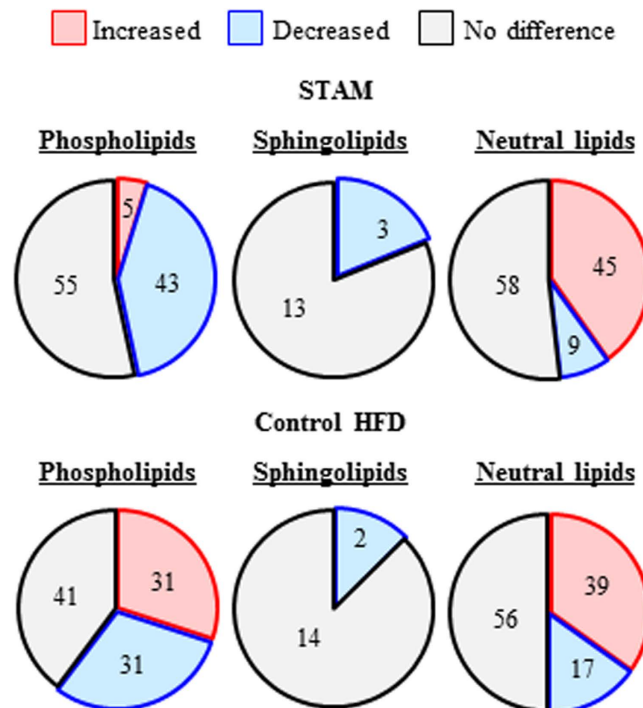 Increased Decreased No difference
STAM
Phospholipids Sphingolipids Neutral lipids
5
3
55 43 58 45
13
9
Control HFD
Phospholipids Sphingolipids Neutral lipids
2
41 31 39
14 56
31 17